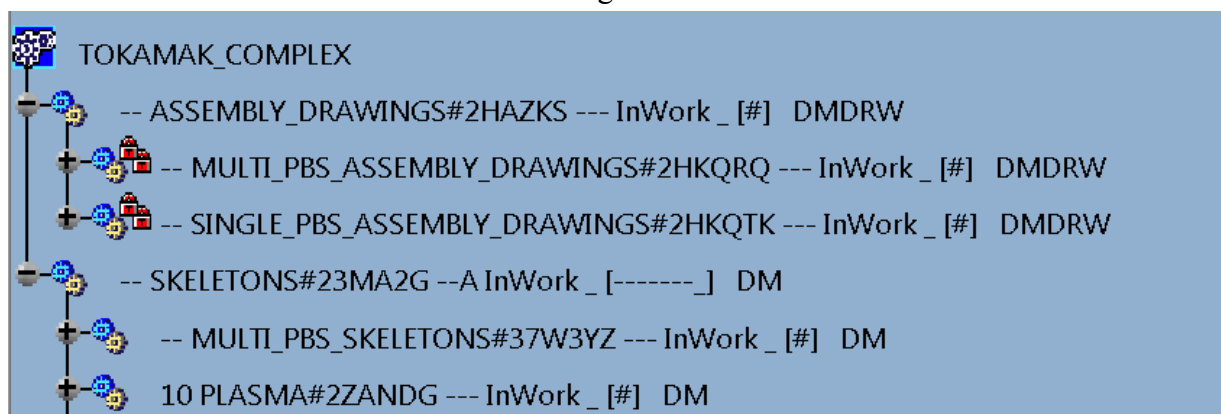 TOKAMAK_COMPLEX
-- ASSEMBLY_DRAWINGS#2HAZKS --- InWork _ [#] DMDRW
-- MULTI_PBS_ASSEMBLY_DRAWINGS#2HKQRQ --- InWork _ [#] DMDRW
-- SINGLE_PBS_ASSEMBLY_DRAWINGS#2HKQTK --- InWork _ [#] DMDRW
-- SKELETONS#23MA2G --A InWork _ [-------_] DM
-- MULTI_PBS_SKELETONS#37W3YZ --- InWork _ [#] DM
10 PLASMA#2ZANDG --- InWork _ [#] DM